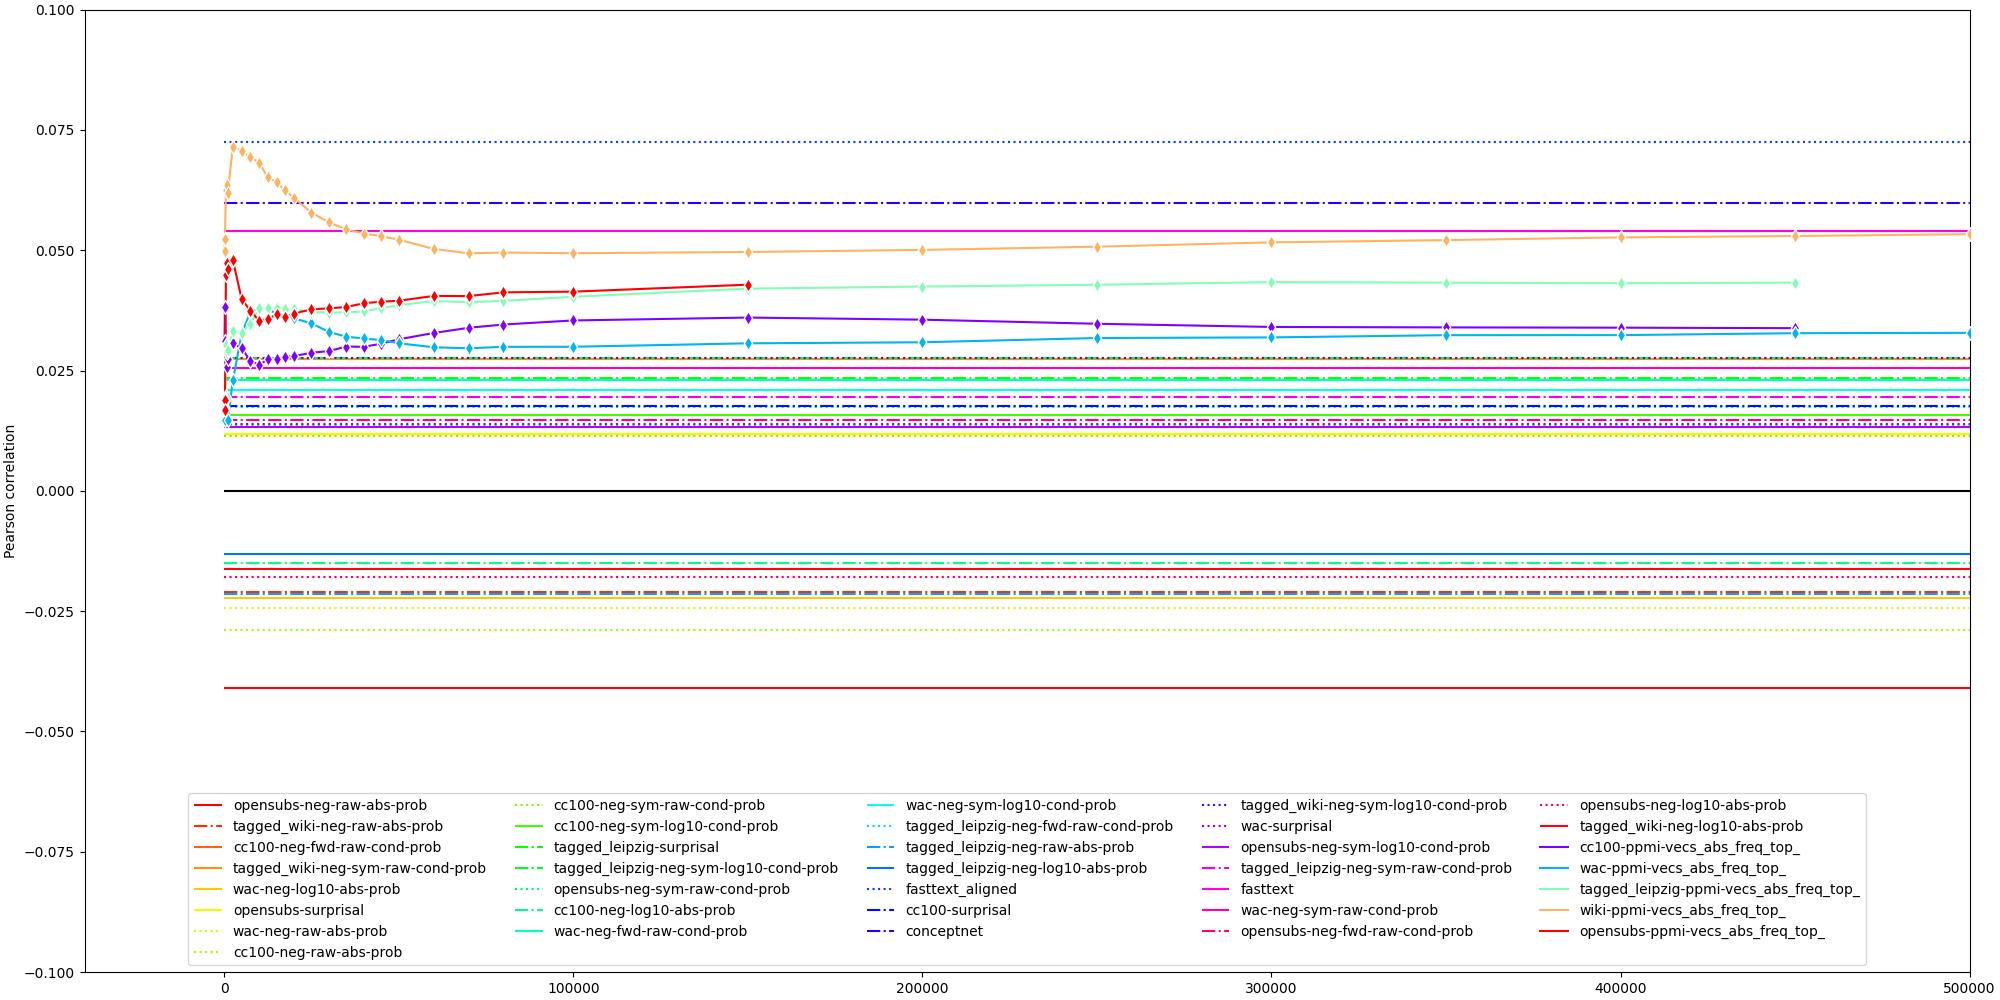 0.100
0.075
0.050
0.025
0.000
−0.025
−0.050
−0.075
−0.100
Pearson correlation
opensubs-neg-raw-abs-prob
tagged_wiki-neg-raw-abs-prob
cc100-neg-fwd-raw-cond-prob
tagged_wiki-neg-sym-raw-cond-prob
wac-neg-log10-abs-prob
opensubs-surprisal
wac-neg-raw-abs-prob
cc100-neg-raw-abs-prob
cc100-neg-sym-raw-cond-prob
cc100-neg-sym-log10-cond-prob
tagged_leipzig-surprisal
tagged_leipzig-neg-sym-log10-cond-prob
opensubs-neg-sym-raw-cond-prob
cc100-neg-log10-abs-prob
wac-neg-fwd-raw-cond-prob
wac-neg-sym-log10-cond-prob
tagged_leipzig-neg-fwd-raw-cond-prob
tagged_leipzig-neg-raw-abs-prob
tagged_leipzig-neg-log10-abs-prob
fasttext_aligned
cc100-surprisal
conceptnet
tagged_wiki-neg-sym-log10-cond-prob
wac-surprisal
opensubs-neg-sym-log10-cond-prob
tagged_leipzig-neg-sym-raw-cond-prob
fasttext
wac-neg-sym-raw-cond-prob
opensubs-neg-fwd-raw-cond-prob
opensubs-neg-log10-abs-prob
tagged_wiki-neg-log10-abs-prob
cc100-ppmi-vecs_abs_freq_top_
wac-ppmi-vecs_abs_freq_top_
tagged_leipzig-ppmi-vecs_abs_freq_top_
wiki-ppmi-vecs_abs_freq_top_
opensubs-ppmi-vecs_abs_freq_top_
0 100000 200000 300000 400000 500000